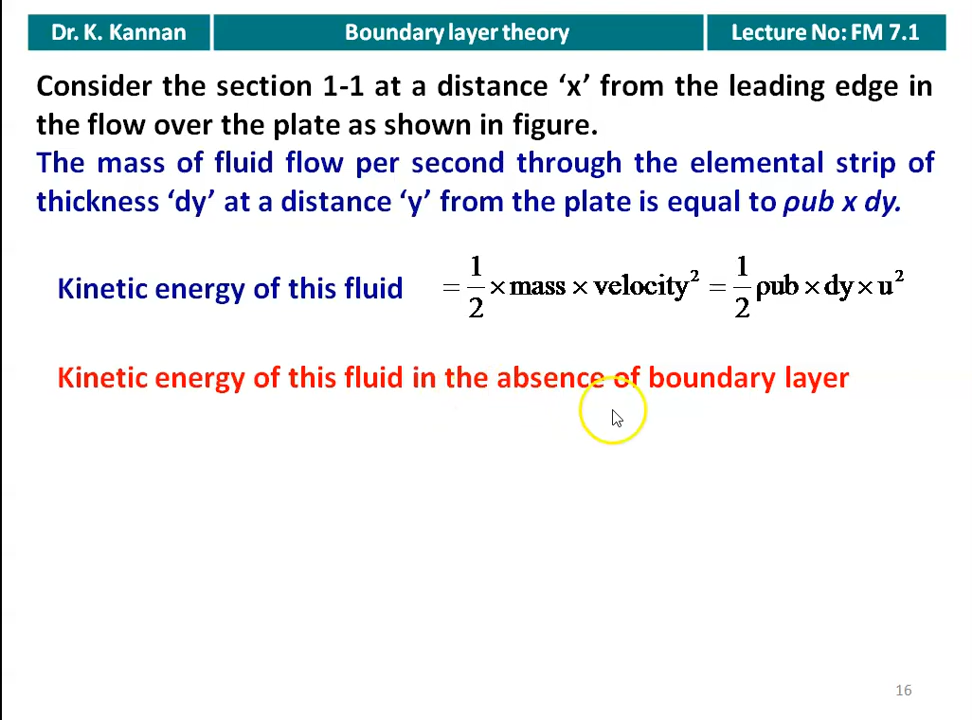 Dr. K. Kannan
Boundary layer theory
Lecture No: FM 7.1
Consider the section 1-1 at a distance ‘x’ from the leading edge in
the flow over the plate as shown in figure.
The mass of fluid flow per second through the elemental strip of
thickness ‘dy’ at a distance ‘y’ from the plate is equal to ρub x dy.
Kinetic energy of this fluid = 1/2 × mass × velocity² = 1/2 ρub × dy × u²
Kinetic energy of this fluid in the absence of boundary layer
16